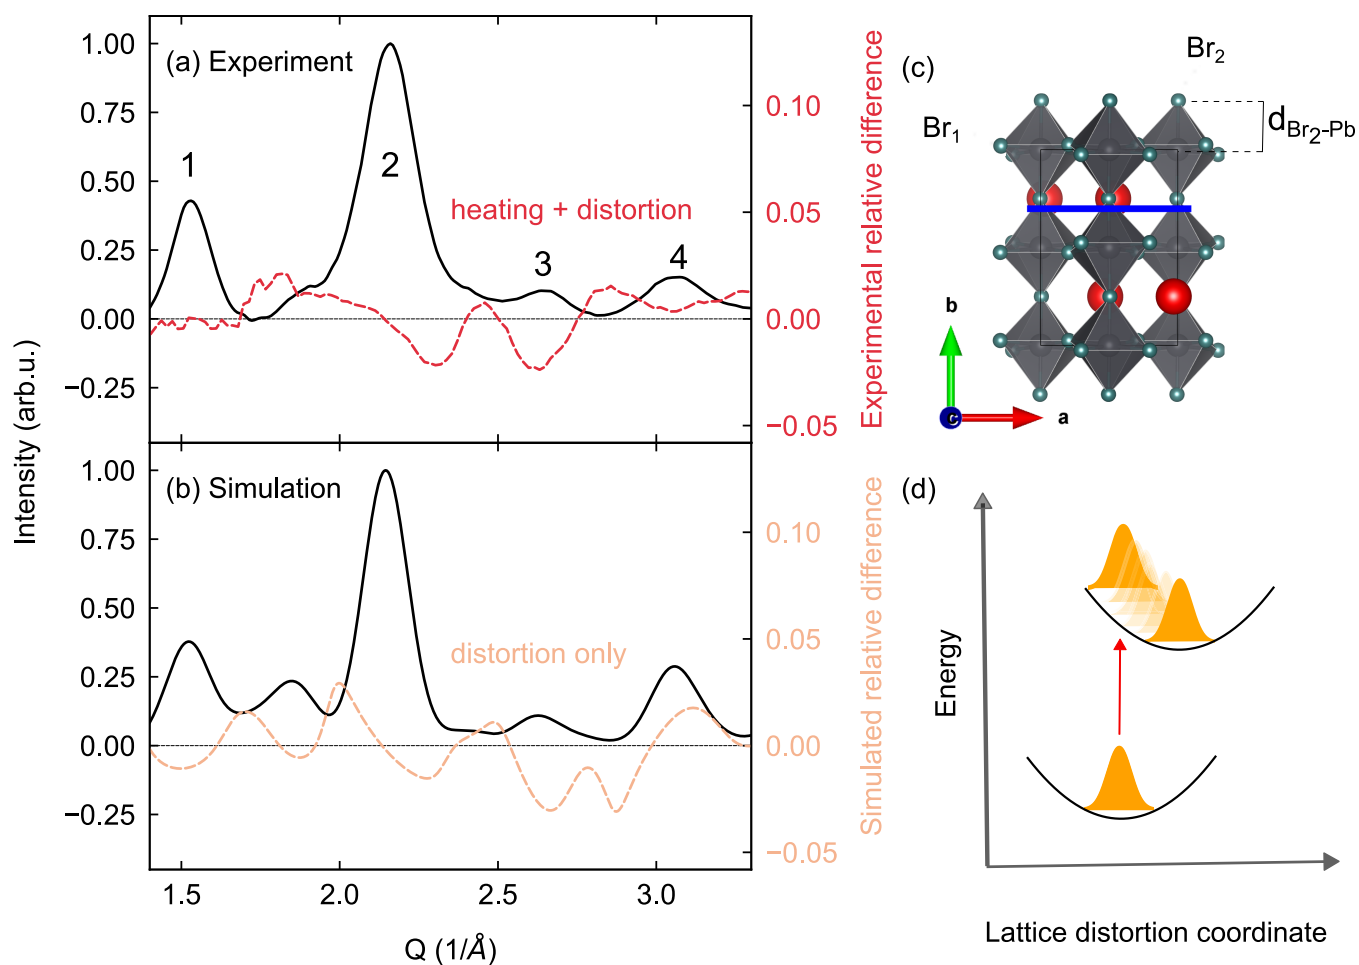 (a) Experiment
1.00
0.75
0.50
0.25
0.00
−0.25
1
2
3
4
heating + distortion
0.10
0.05
0.00
−0.05
Experimental relative difference
Intensity (arb.u.)
(b) Simulation
1.00
0.75
0.50
0.25
0.00
0.25
distortion only
0.10
0.05
0.00
−0.05
Simulated relative difference
1.5
2.0
2.5
3.0
Q (1/Å)
(c)
Br2
Br1
dBr2-Pb
b
c
a
(d)
Energy
Lattice distortion coordinate